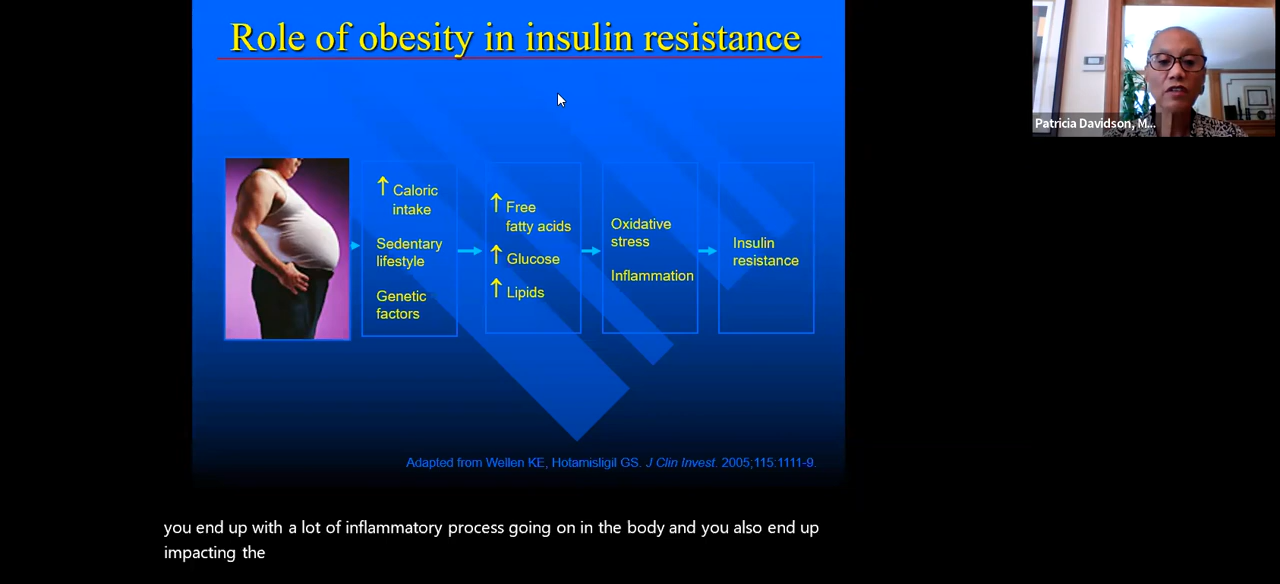 Role of obesity in insulin resistance
↑ Caloric
intake
Sedentary
lifestyle
Genetic
factors
↑ Free
fatty acids
↑ Glucose
↑ Lipids
Oxidative
stress
Inflammation
Insulin
resistance
Adapted from Wellen KE, Hotamisligil GS. J Clin Invest. 2005;115:1111-9.
Patricia Davidson, M...
you end up with a lot of inflammatory process going on in the body and you also end up
impacting the